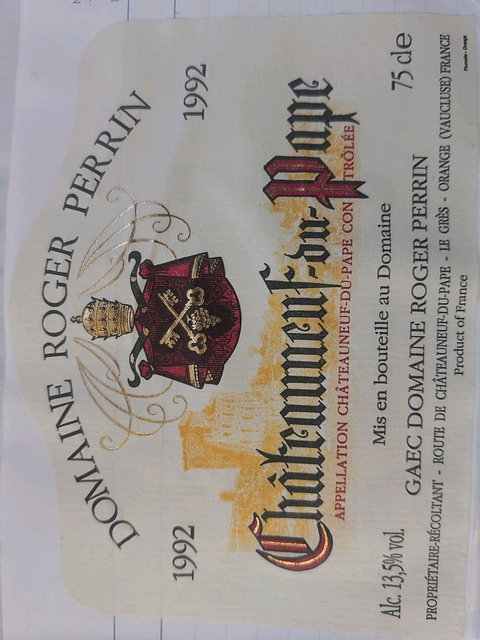 DOMAINE ROGER PERRIN
1992 1992
Châteauneuf-du-Pape
APPELLATION CHÂTEAUNEUF-DU-PAPE CONTRÔLÉE
Mis en bouteille au Domaine
Alc. 13,5% vol. 75 cle
GAEC DOMAINE ROGER PERRIN
PROPRIÉTAIRE-RÉCOLTANT - ROUTE DE CHÂTEAUNEUF-DU-PAPE - LE GRÈS - ORANGE (VAUCLUSE) FRANCE
Product of France